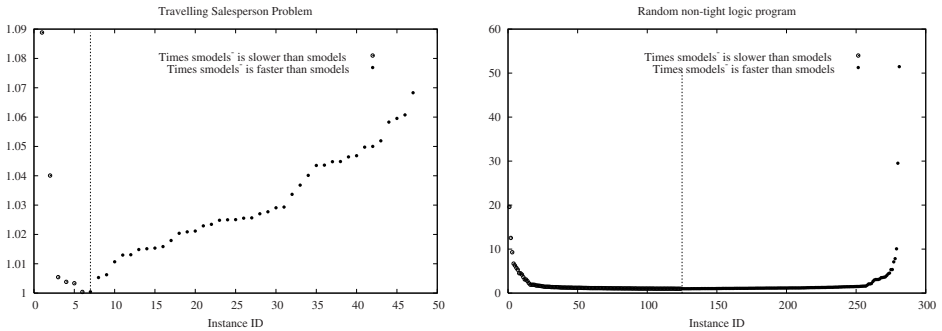 Travelling Salesperson Problem
1.09
1.08
1.07
1.06
1.05
1.04
1.03
1.02
1.01
1
Times smodels⁻ is slower than smodels
Times smodels⁻ is faster than smodels
0 5 10 15 20 25 30 35 40 45 50
Instance ID
Random non-tight logic program
60
50
40
30
20
10
0
Times smodels⁻ is slower than smodels
Times smodels⁻ is faster than smodels
0 50 100 150 200 250 300
Instance ID